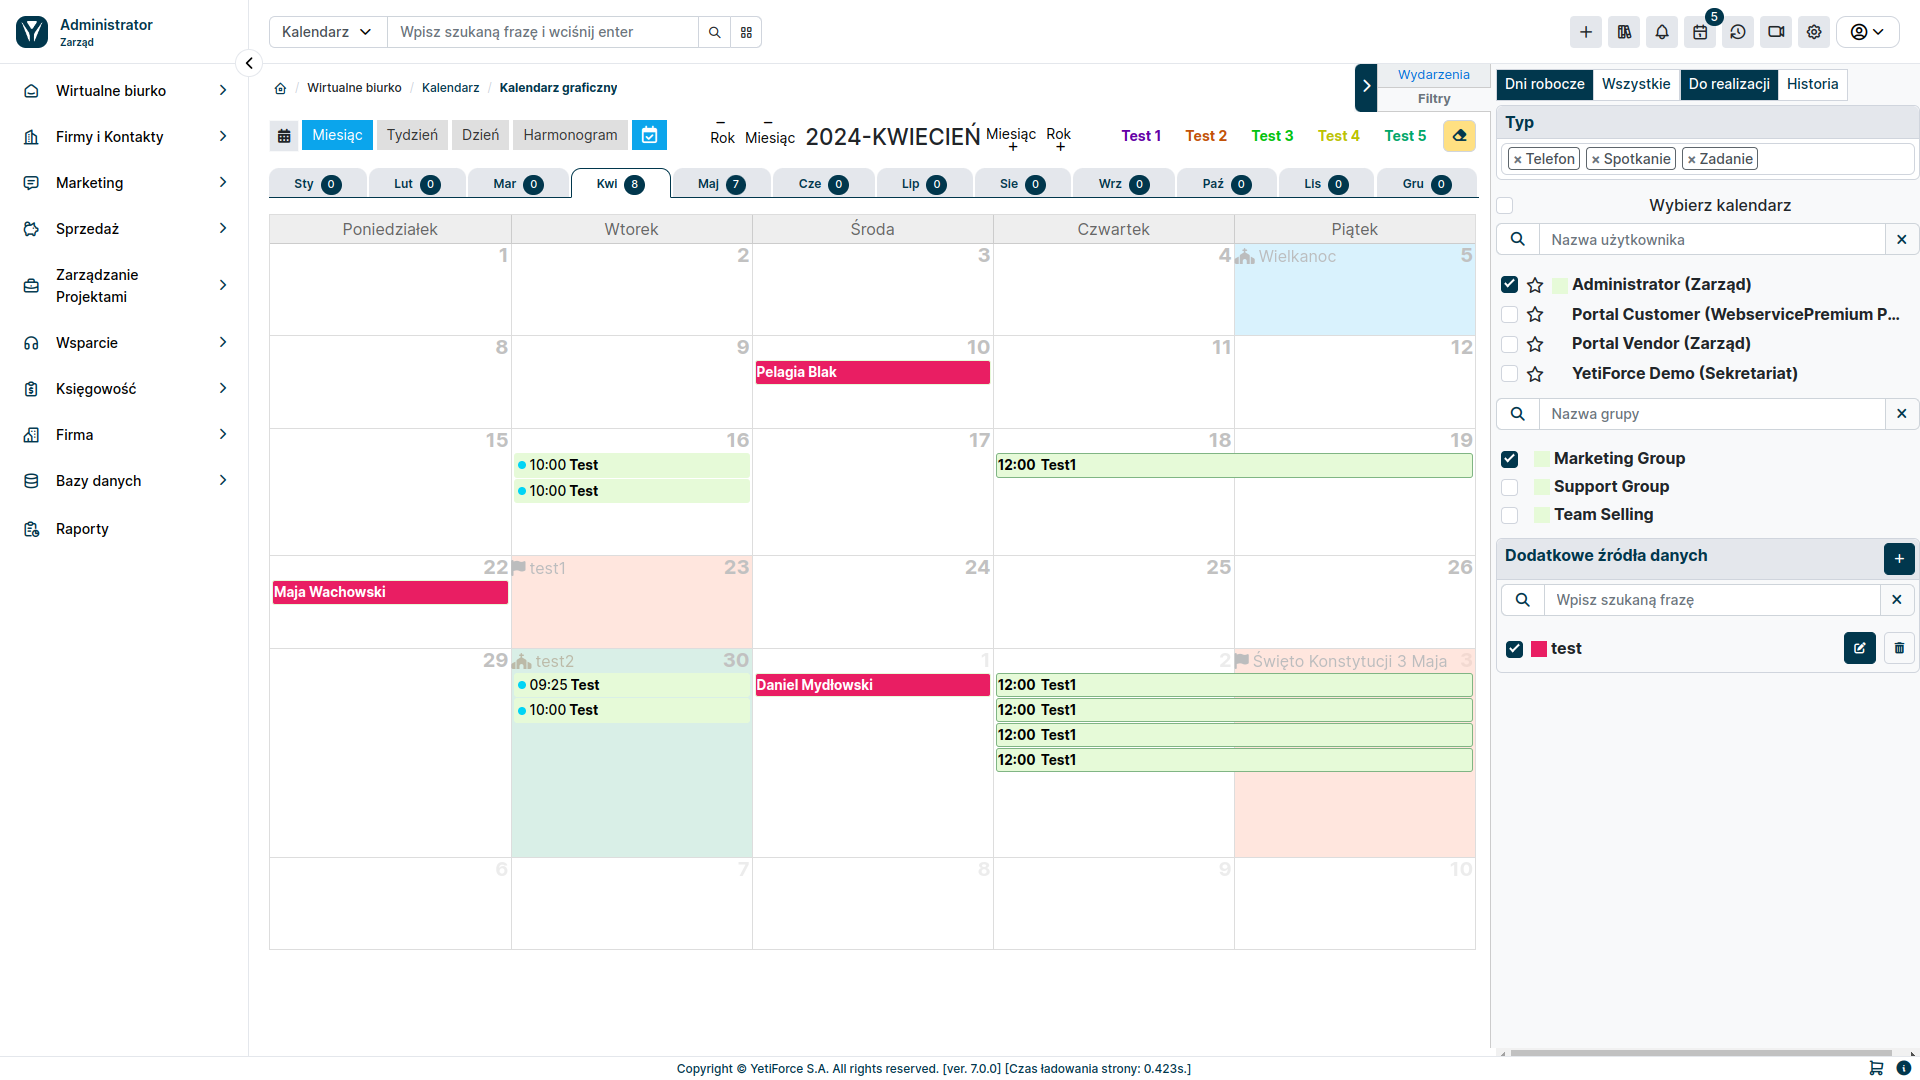 Administrator
Zarząd
Kalendarz
Wpisz szukaną frazę i wciśnij enter
5
Wirtualne biurko
Firmy i Kontakty
Marketing
Sprzedaż
Zarządzanie
Projektami
Wsparcie
Księgowość
Firma
Bazy danych
Raporty
/ Wirtualne biurko / Kalendarz / Kalendarz graficzny
Wydarzenia
Filtry
Miesiąc Tydzień Dzień Harmonogram
– Rok – Miesiąc 2024-KWIECIEŃ Miesiąc + Rok +
Test 1 Test 2 Test 3 Test 4 Test 5
Sty 0 Lut 0 Mar 0 Kwi 8 Maj 7 Cze 0 Lip 0 Sie 0 Wrz 0 Paź 0 Lis 0 Gru 0
Poniedziałek Wtorek Środa Czwartek Piątek
1 2 3 4 Wielkanoc 5
8 9 10 11 12
Pelagia Blak
15 16 17 18 19
10:00 Test 12:00 Test1
10:00 Test
22 test1 23 24 25 26
Maja Wachowski
29 test2 30 1 2 Święto Konstytucji 3 Maja 3
09:25 Test Daniel Mydłowski 12:00 Test1
10:00 Test 12:00 Test1
12:00 Test1
12:00 Test1
6 7 8 9 10
Dni robocze Wszystkie Do realizacji Historia
Typ
× Telefon × Spotkanie × Zadanie
Wybierz kalendarz
Nazwa użytkownika
Administrator (Zarząd)
Portal Customer (WebservicePremium P...
Portal Vendor (Zarząd)
YetiForce Demo (Sekretariat)
Nazwa grupy
Marketing Group
Support Group
Team Selling
Dodatkowe źródła danych
Wpisz szukaną frazę
test
Copyright © YetiForce S.A. All rights reserved. [ver. 7.0.0] [Czas ładowania strony: 0.423s.]